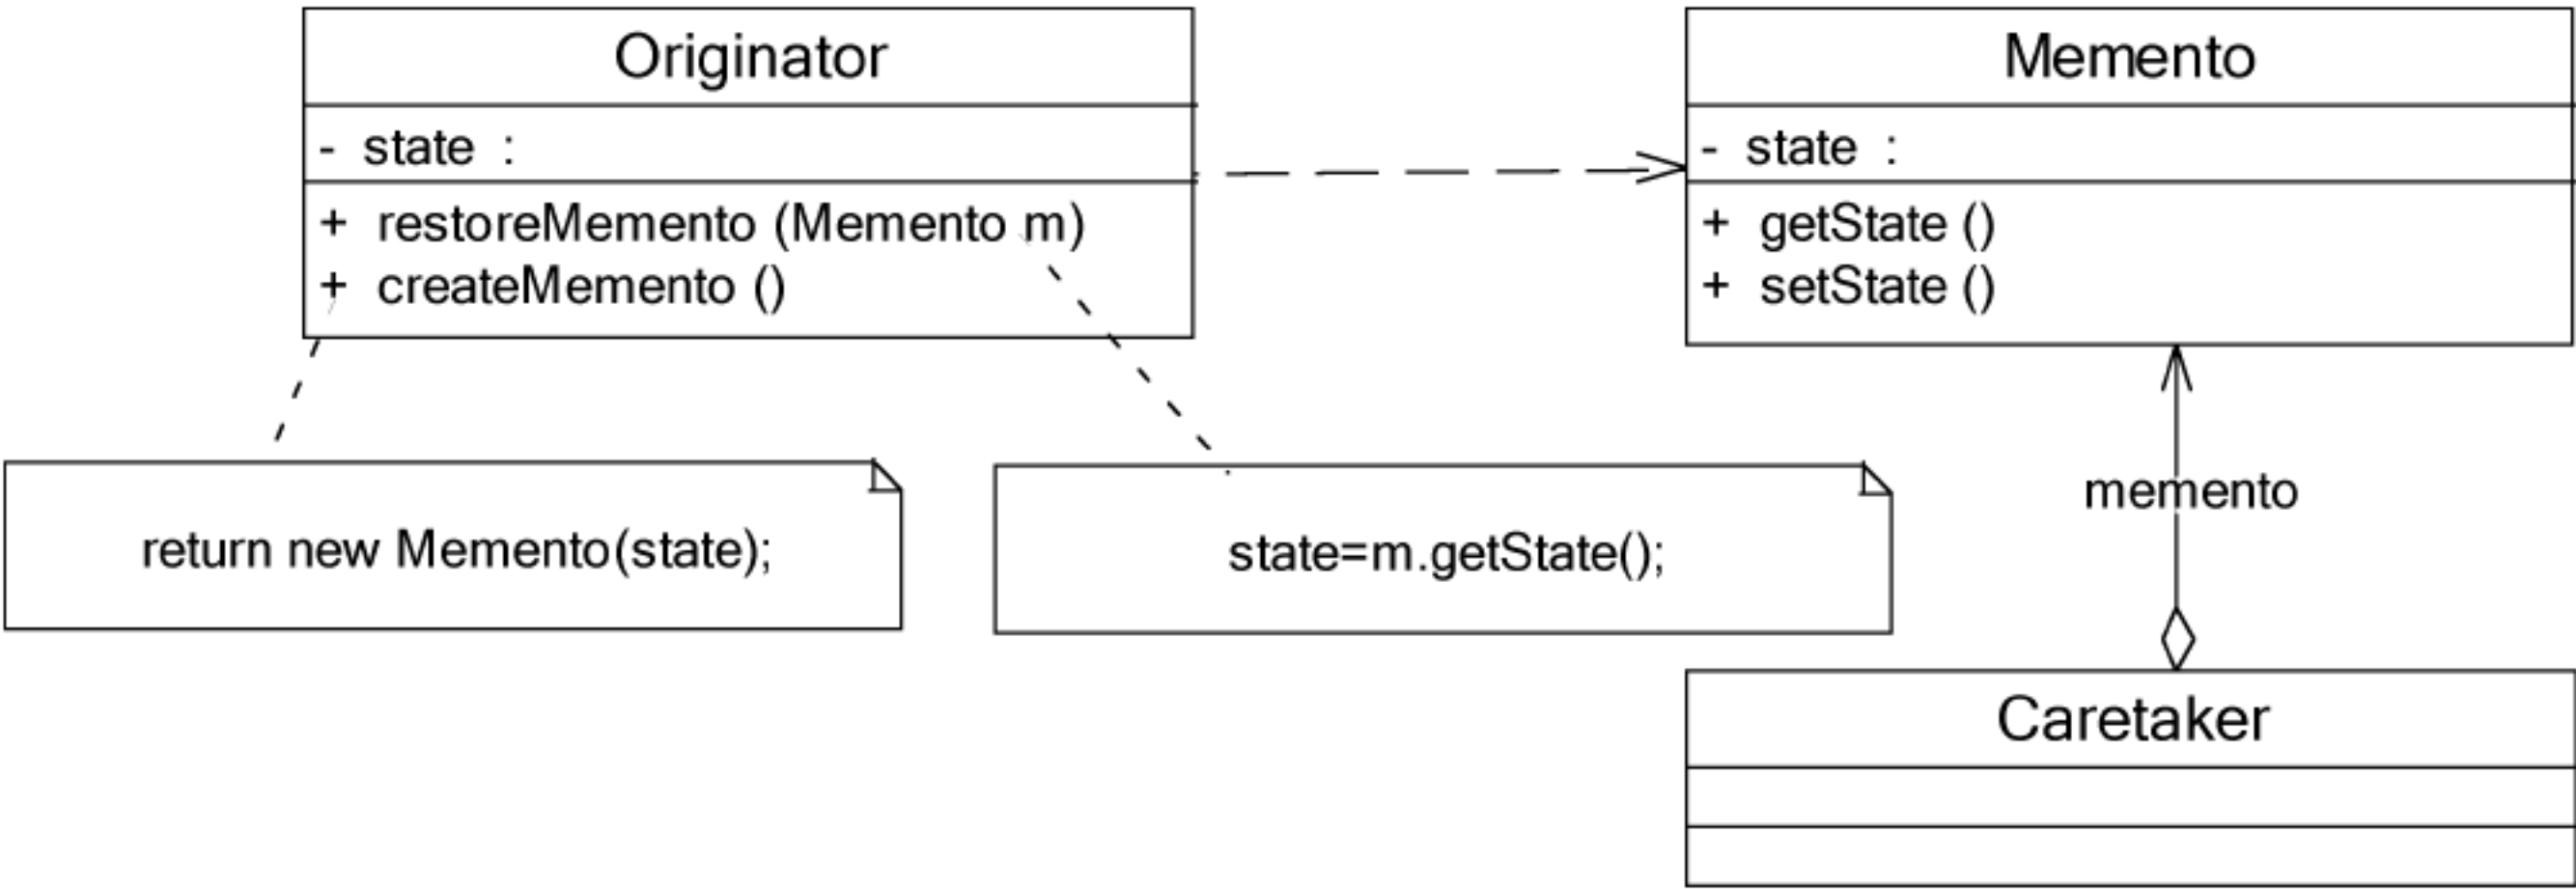 Originator
- state :
+ restoreMemento (Memento m)
+ createMemento ()
Memento
- state :
+ getState ()
+ setState ()
return new Memento(state);
state=m.getState();
memento
Caretaker